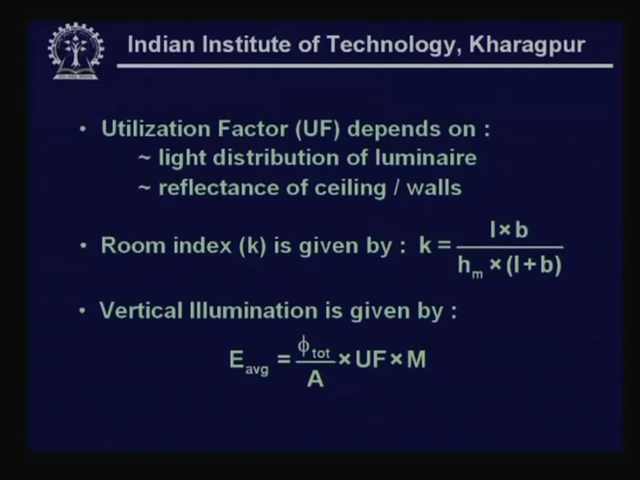 Indian Institute of Technology, Kharagpur
• Utilization Factor (UF) depends on :
~ light distribution of luminaire
~ reflectance of ceiling / walls
• Room index (k) is given by : k = l×b / hm ×(l+b)
• Vertical Illumination is given by :
Eavg = ϕtot / A × UF × M